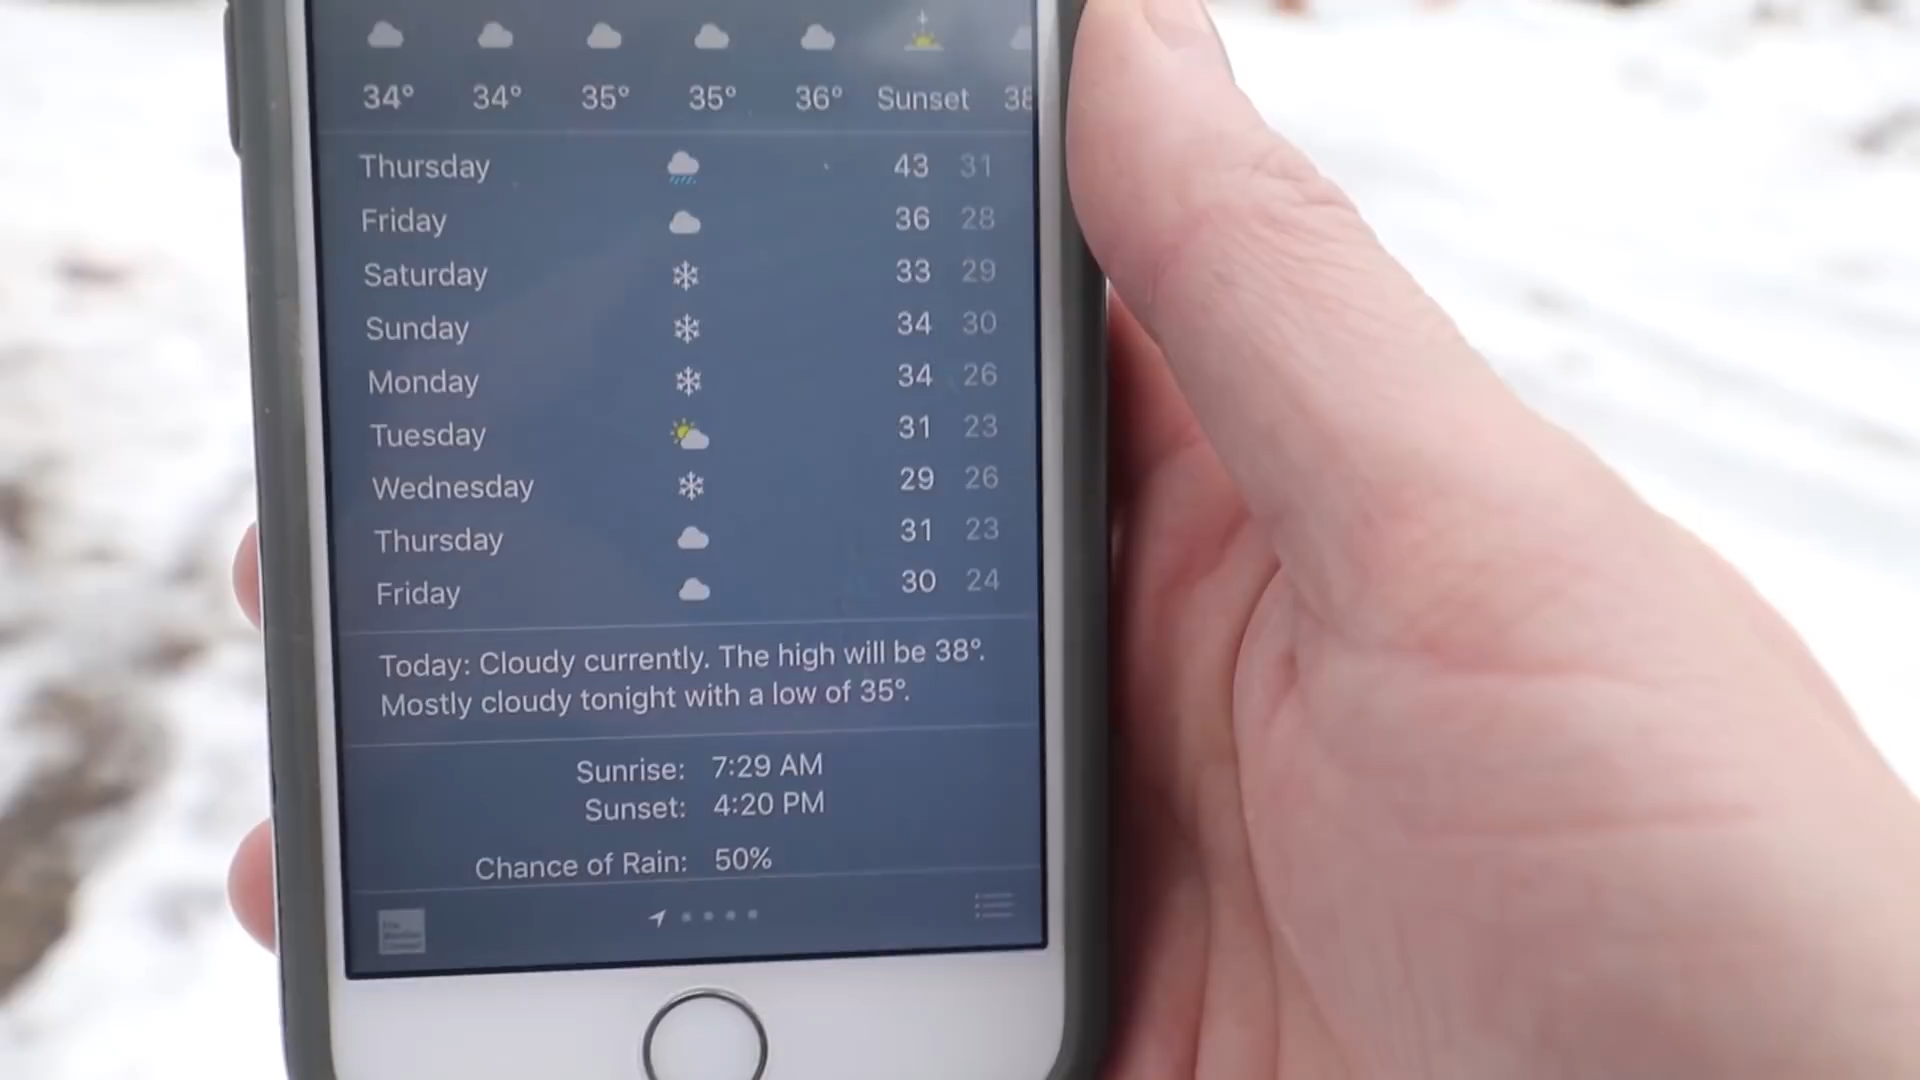 34° 34° 35° 35° 36° Sunset 38
Thursday 43 31
Friday 36 28
Saturday 33 29
Sunday 34 30
Monday 34 26
Tuesday 31 23
Wednesday 29 26
Thursday 31 23
Friday 30 24
Today: Cloudy currently. The high will be 38°.
Mostly cloudy tonight with a low of 35°.
Sunrise: 7:29 AM
Sunset: 4:20 PM
Chance of Rain: 50%